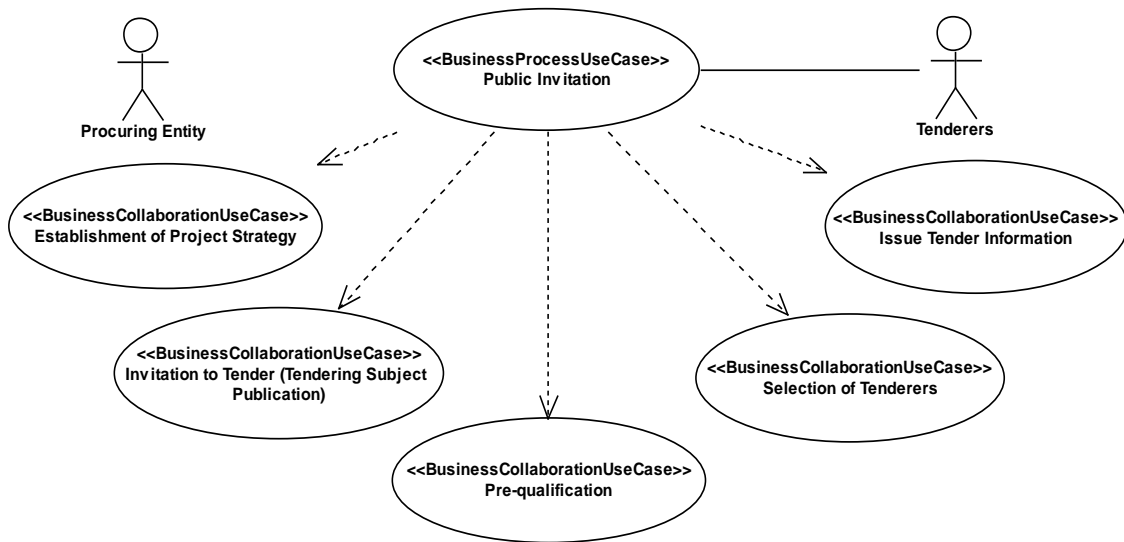 <<BusinessProcessUseCase>>
Public Invitation
Procuring Entity
Tenderers
<<BusinessCollaborationUseCase>>
Establishment of Project Strategy
<<BusinessCollaborationUseCase>>
Issue Tender Information
<<BusinessCollaborationUseCase>>
Invitation to Tender (Tendering Subject
Publication)
<<BusinessCollaborationUseCase>>
Selection of Tenderers
<<BusinessCollaborationUseCase>>
Pre-qualification